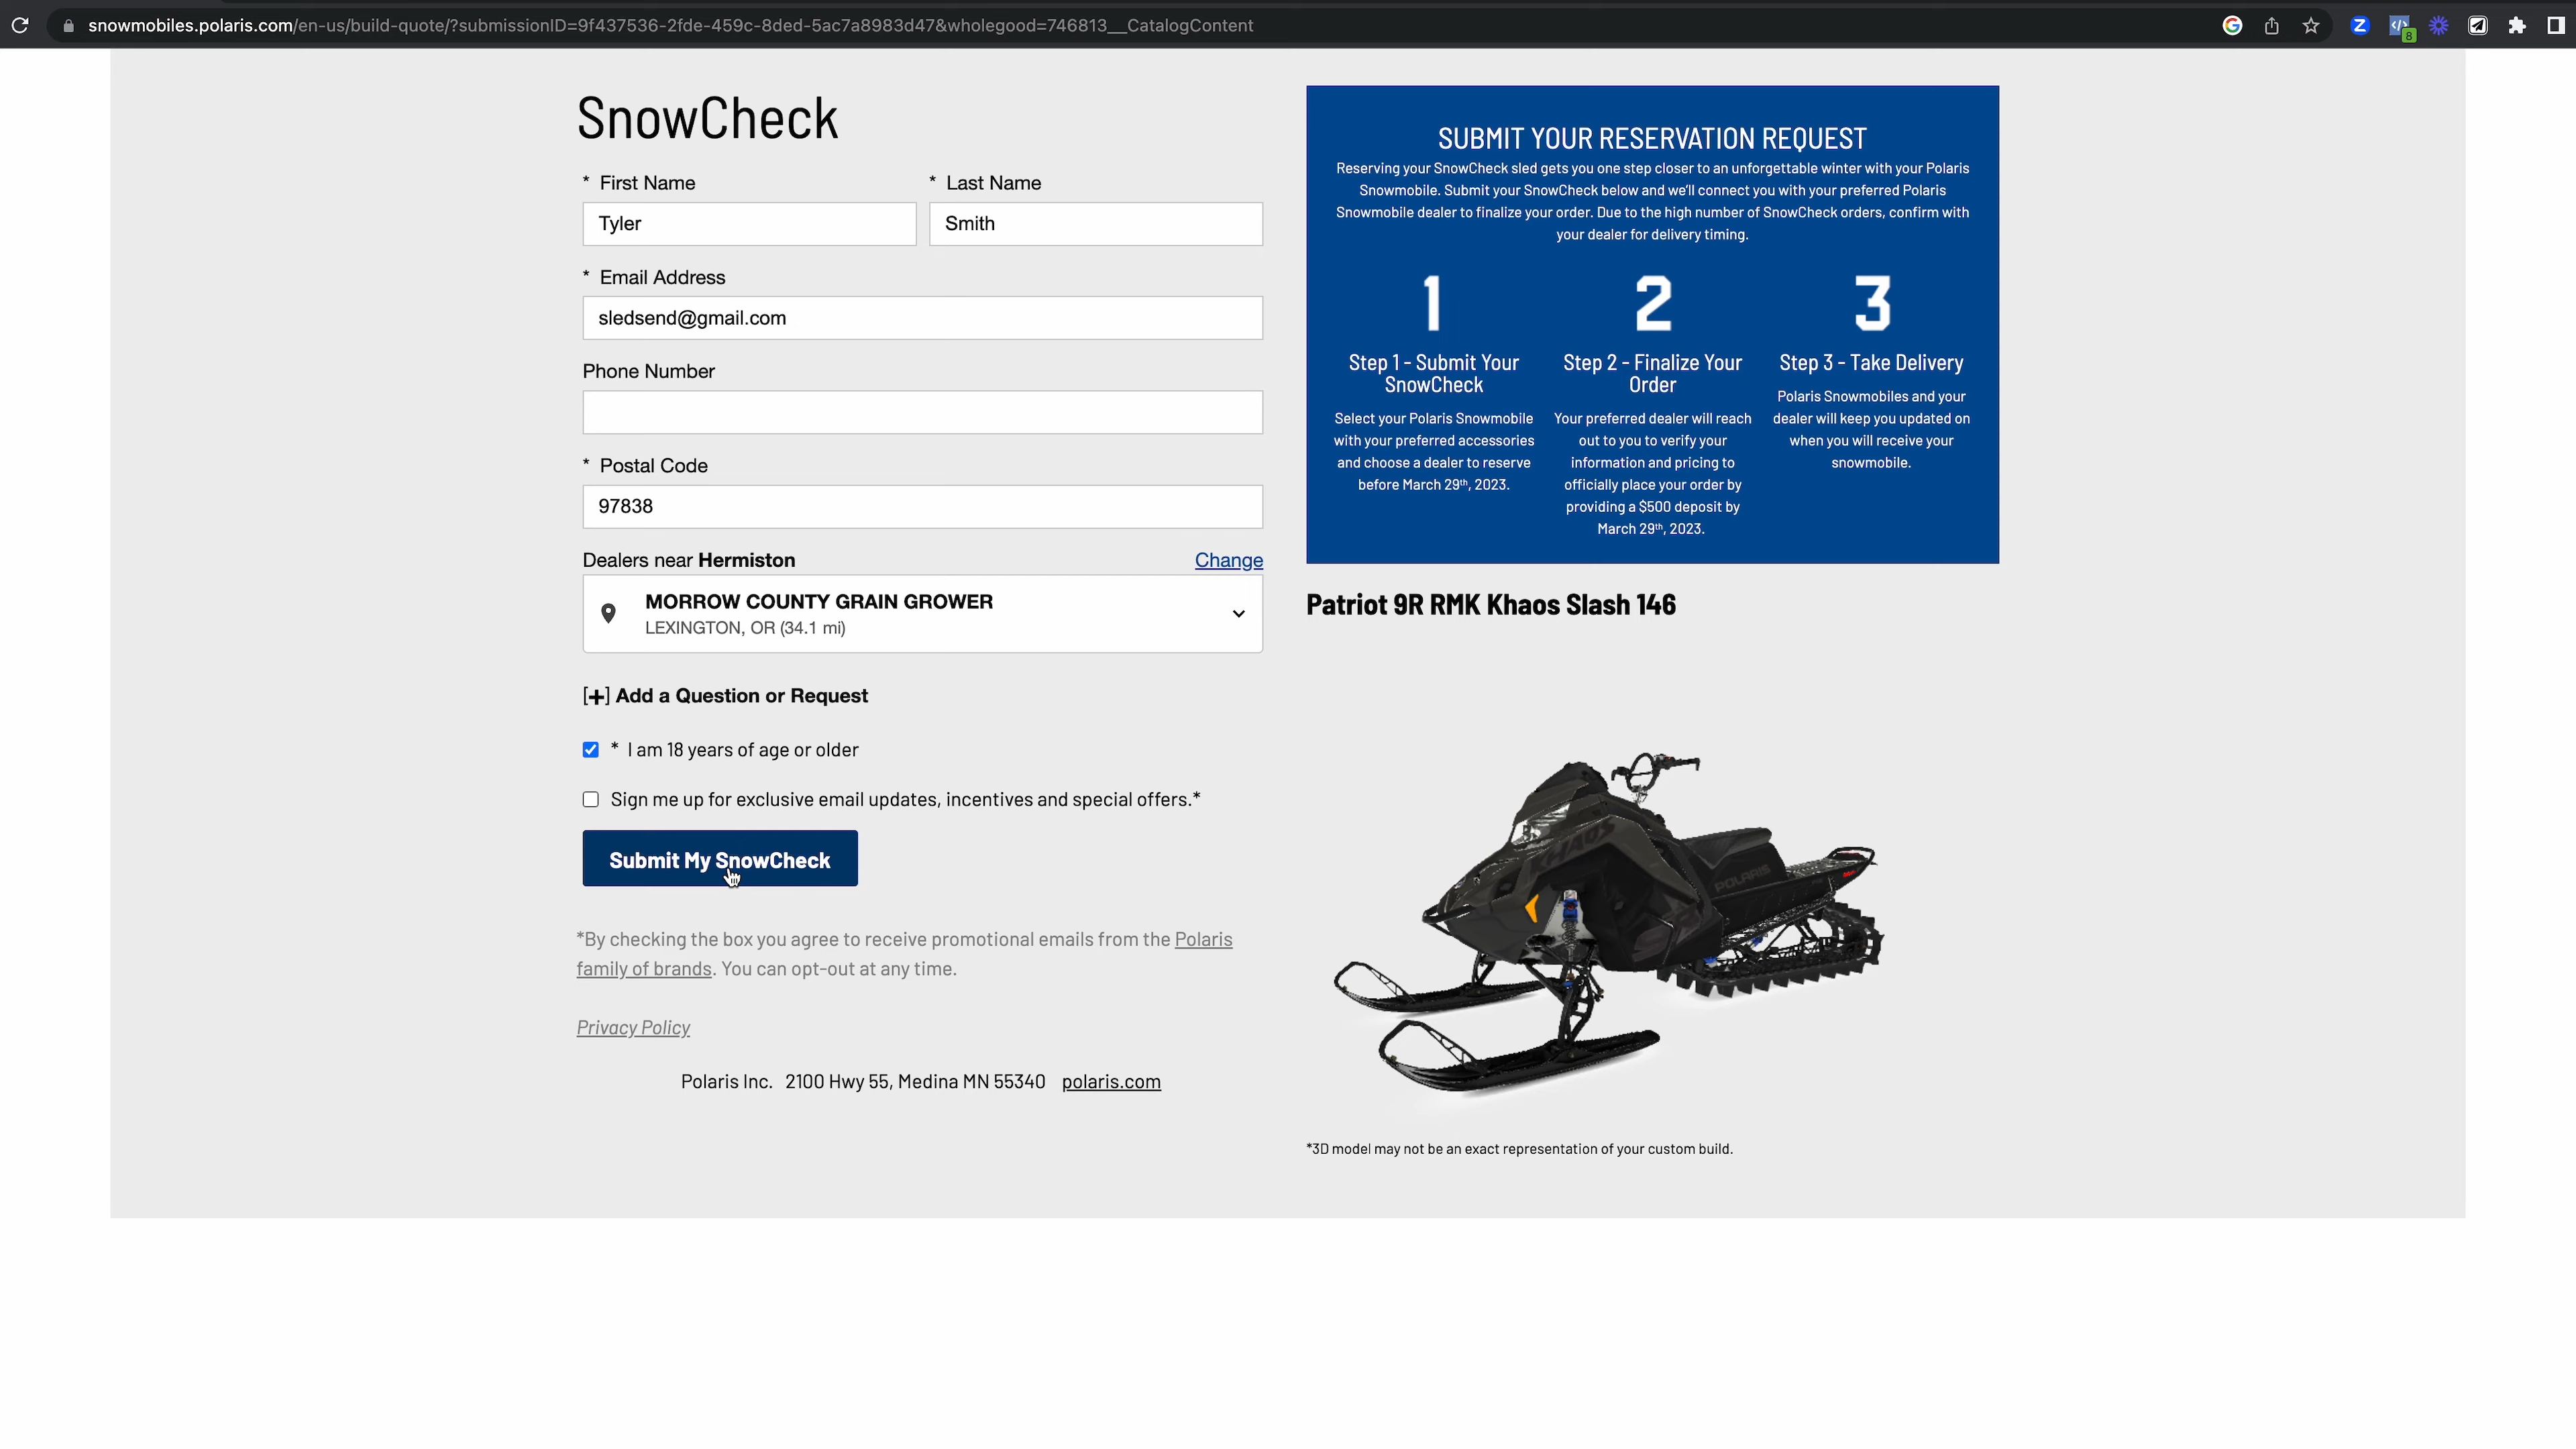 snowmobiles.polaris.com/en-us/build-quote/?submissionID=9f437536-2fde-459c-8ded-5ac7a8983d47&wholegood=746813__CatalogContent
8
SnowCheck
* First Name
* Last Name
Tyler
Smith
* Email Address
sledsend@gmail.com
Phone Number
* Postal Code
97838
Dealers near Hermiston
Change
MORROW COUNTY GRAIN GROWER
LEXINGTON, OR (34.1 mi)
[+] Add a Question or Request
* I am 18 years of age or older
Sign me up for exclusive email updates, incentives and special offers.*
Submit My SnowCheck
*By checking the box you agree to receive promotional emails from the Polaris
family of brands. You can opt-out at any time.
Privacy Policy
Polaris Inc. 2100 Hwy 55, Medina MN 55340 polaris.com
SUBMIT YOUR RESERVATION REQUEST
Reserving your SnowCheck sled gets you one step closer to an unforgettable winter with your Polaris
Snowmobile. Submit your SnowCheck below and we'll connect you with your preferred Polaris
Snowmobile dealer to finalize your order. Due to the high number of SnowCheck orders, confirm with
your dealer for delivery timing.
1
Step 1 - Submit Your
SnowCheck
Select your Polaris Snowmobile
with your preferred accessories
and choose a dealer to reserve
before March 29th, 2023.
2
Step 2 - Finalize Your
Order
Your preferred dealer will reach
out to you to verify your
information and pricing to
officially place your order by
providing a $500 deposit by
March 29th, 2023.
3
Step 3 - Take Delivery
Polaris Snowmobiles and your
dealer will keep you updated on
when you will receive your
snowmobile.
Patriot 9R RMK Khaos Slash 146
KHAOS
POLARIS
*3D model may not be an exact representation of your custom build.